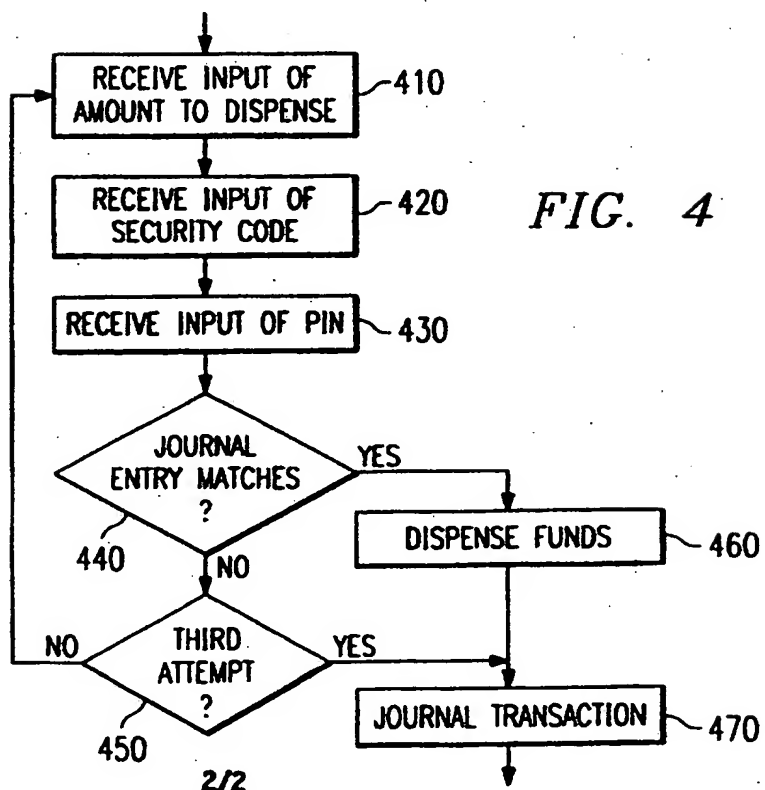 RECEIVE INPUT OF
AMOUNT TO DISPENSE
410
RECEIVE INPUT OF
SECURITY CODE
420
FIG. 4
RECEIVE INPUT OF PIN
430
JOURNAL
ENTRY MATCHES
?
YES
440
NO
DISPENSE FUNDS
460
NO
THIRD
ATTEMPT
?
YES
450
JOURNAL TRANSACTION
470
2/2